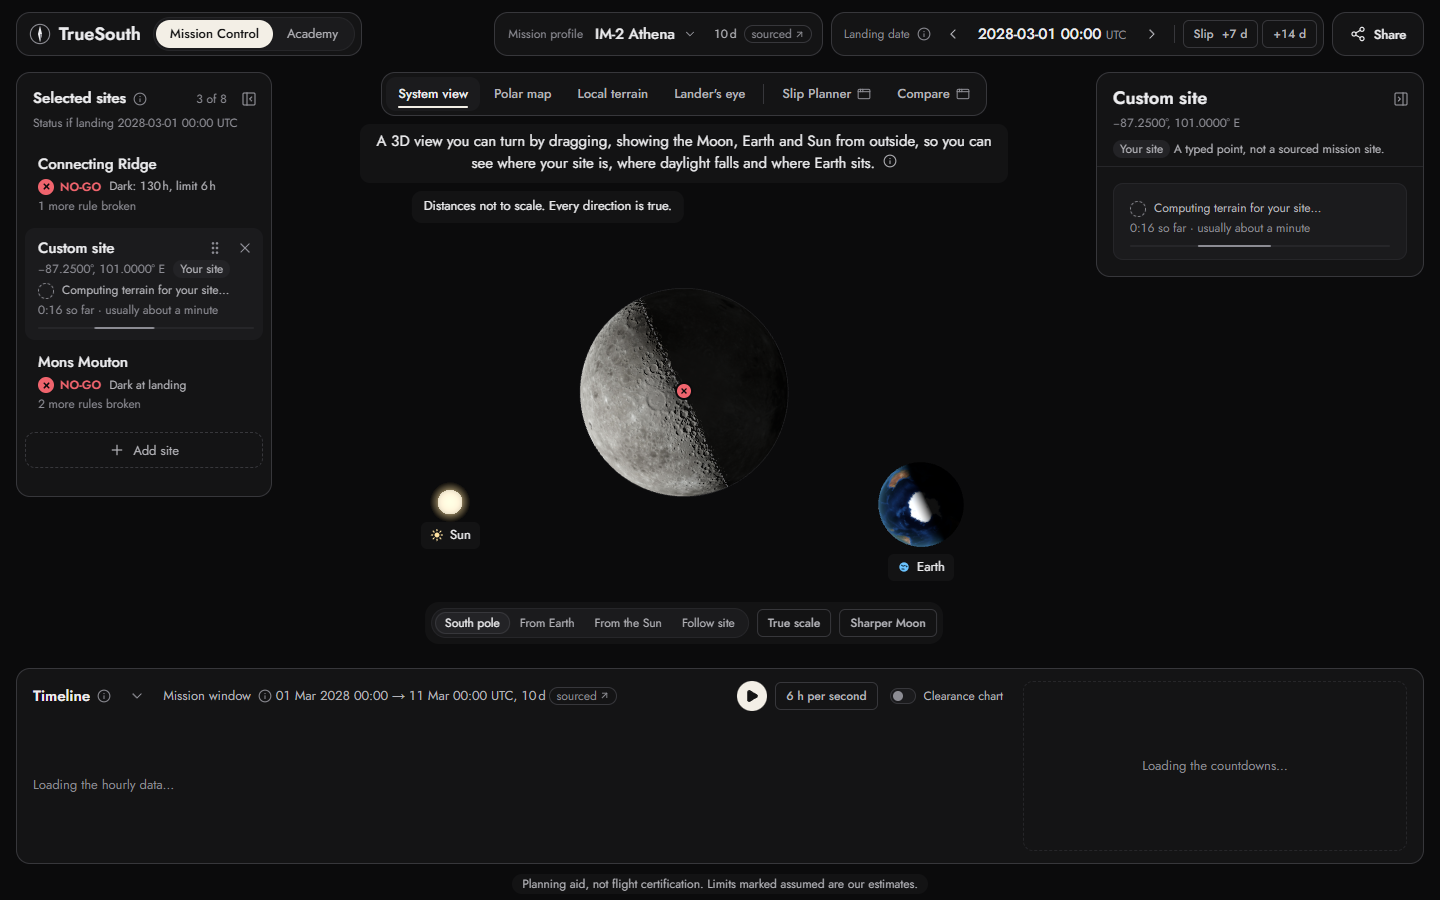 TrueSouth
Mission Control
Academy
Mission profile IM-2 Athena 10 d sourced ↗
Landing date 2028-03-01 00:00 UTC
Slip +7 d
+14 d
Share
Selected sites 3 of 8
Status if landing 2028-03-01 00:00 UTC
Connecting Ridge
NO-GO Dark: 130 h, limit 6 h
1 more rule broken
Custom site
−87.2500°, 101.0000° E Your site
Computing terrain for your site...
0:16 so far · usually about a minute
Mons Mouton
NO-GO Dark at landing
2 more rules broken
+ Add site
System view
Polar map
Local terrain
Lander's eye
Slip Planner
Compare
A 3D view you can turn by dragging, showing the Moon, Earth and Sun from outside, so you can
see where your site is, where daylight falls and where Earth sits.
Distances not to scale. Every direction is true.
Sun
Earth
South pole
From Earth
From the Sun
Follow site
True scale
Sharper Moon
Custom site
−87.2500°, 101.0000° E
Your site A typed point, not a sourced mission site.
Computing terrain for your site...
0:16 so far · usually about a minute
Timeline
Mission window 01 Mar 2028 00:00 → 11 Mar 00:00 UTC, 10 d sourced ↗
6 h per second
Clearance chart
Loading the hourly data...
Loading the countdowns...
Planning aid, not flight certification. Limits marked assumed are our estimates.